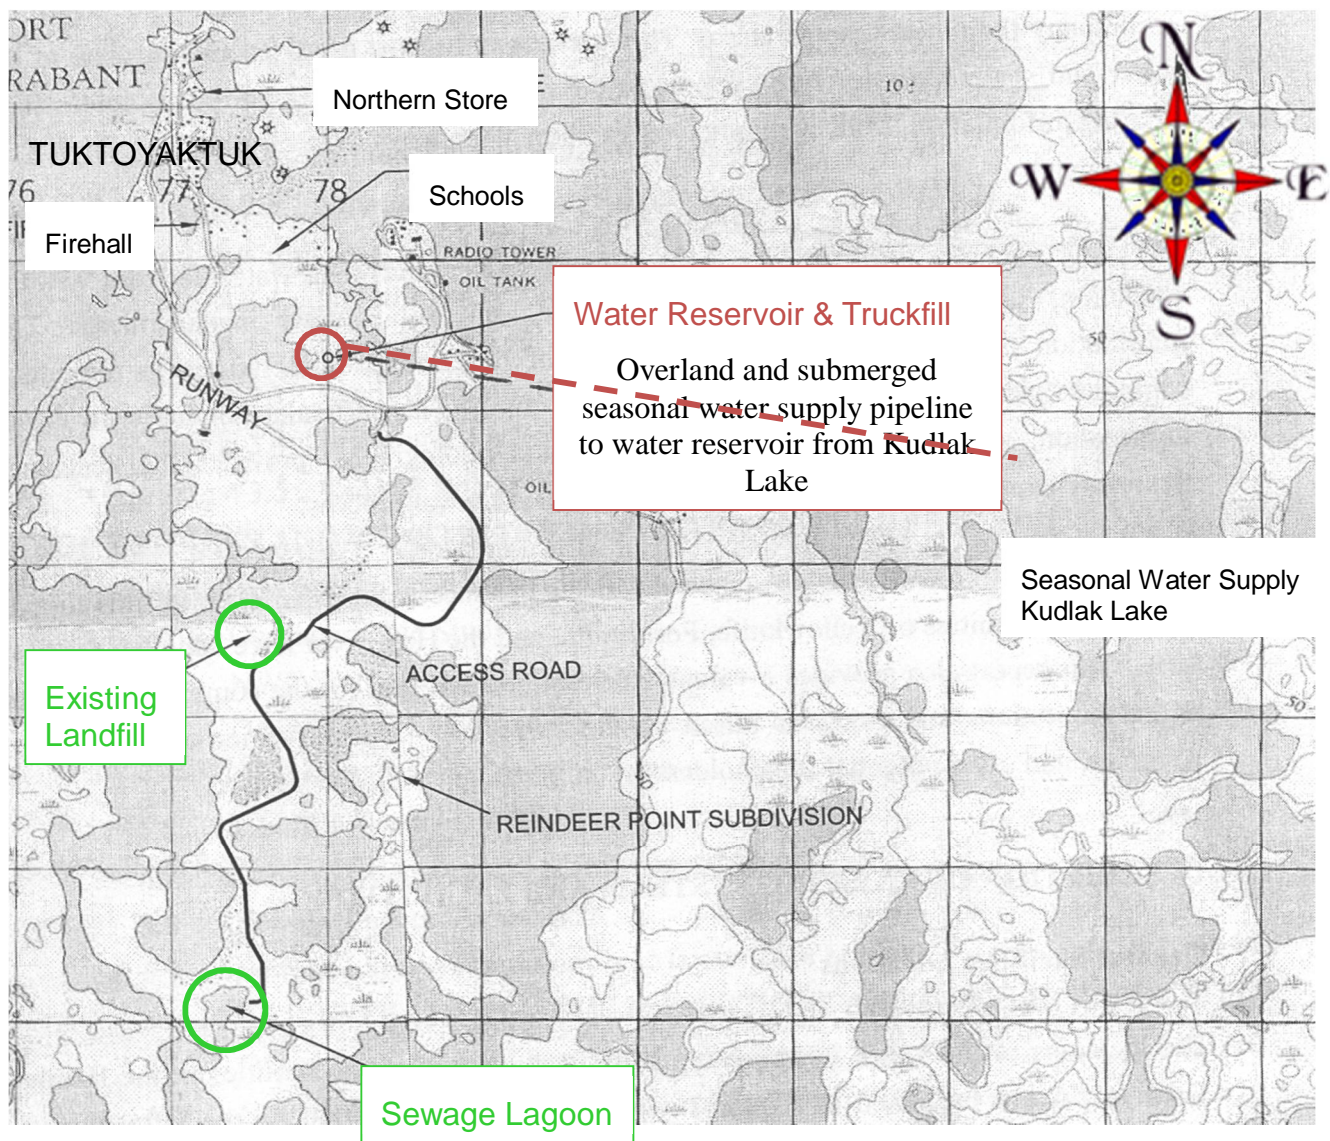 ORT
RABANT
Northern Store
E
10
TUKTOYAKTUK
76
77
78
Schools
Firehall
FI
RADIO TOWER
OIL TANK
N
W
E
S
Water Reservoir & Truckfill
Overland and submerged
seasonal water supply pipeline
to water reservoir from Kudlak
Lake
50
RUNWAY
OIL
Seasonal Water Supply
Kudlak Lake
ACCESS ROAD
Existing
Landfill
50
REINDEER POINT SUBDIVISION
Sewage Lagoon